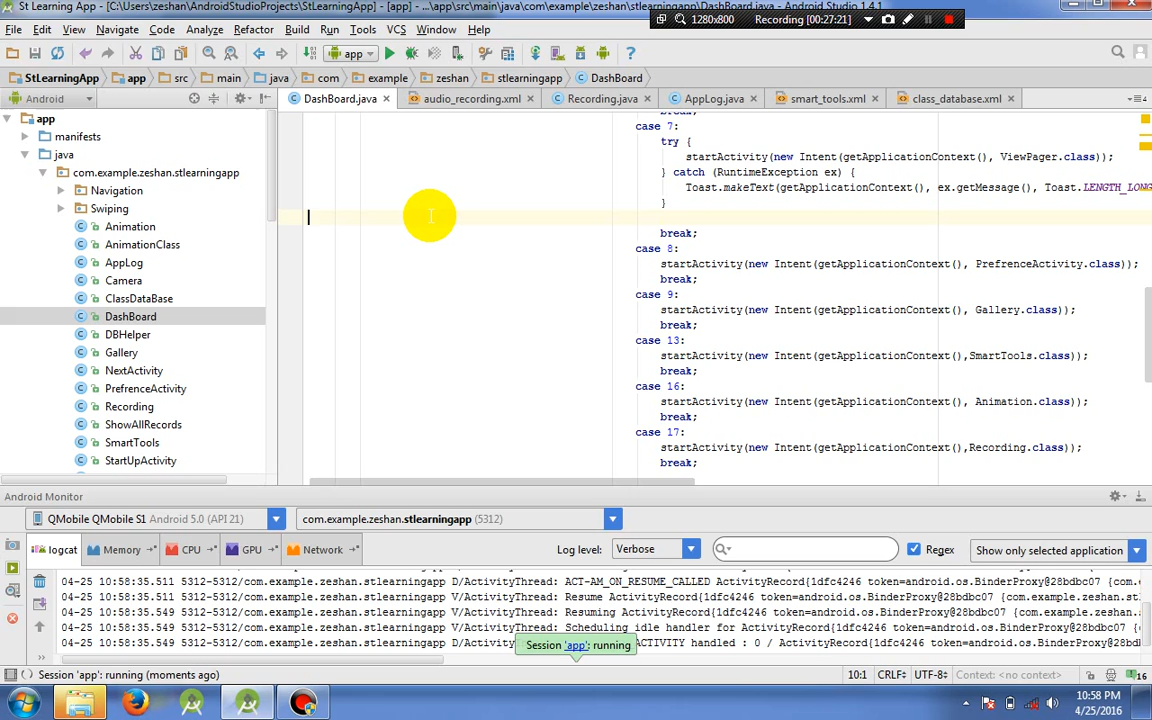 St Learning App - [C:\Users\zeshan\AndroidStudioProjects\StLearningApp] - [app] - ...\app\src\main\java\com\example\zeshan\stlearningapp\DashBoard.java - Android Studio 1.4.1
1280x800 Recording [00:27:21]
File Edit View Navigate Code Analyze Refactor Build Run Tools VCS Window Help
app
StLearningApp app src main java com example zeshan stlearningapp DashBoard
Android DashBoard.java audio_recording.xml Recording.java AppLog.java smart_tools.xml class_database.xml
app
manifests
java
com.example.zeshan.stlearningapp
Navigation
Swiping
Animation
AnimationClass
AppLog
Camera
ClassDataBase
DashBoard
DBHelper
Gallery
NextActivity
PrefrenceActivity
Recording
ShowAllRecords
SmartTools
StartUpActivity
break;
case 7:
try {
startActivity(new Intent(getApplicationContext(), ViewPager.class));
} catch (RuntimeException ex) {
Toast.makeText(getApplicationContext(), ex.getMessage(), Toast.LENGTH_LONG
}
break;
case 8:
startActivity(new Intent(getApplicationContext(), PrefrenceActivity.class));
break;
case 9:
startActivity(new Intent(getApplicationContext(), Gallery.class));
break;
case 13:
startActivity(new Intent(getApplicationContext(),SmartTools.class));
break;
case 16:
startActivity(new Intent(getApplicationContext(), Animation.class));
break;
case 17:
startActivity(new Intent(getApplicationContext(),Recording.class));
break;
Android Monitor
QMobile QMobile S1 Android 5.0 (API 21) com.example.zeshan.stlearningapp (5312)
logcat Memory CPU GPU Network Log level: Verbose Regex Show only selected application
04-25 10:58:35.511 5312-5312/com.example.zeshan.stlearningapp D/ActivityThread: ACT-AM_ON_RESUME_CALLED ActivityRecord{1dfc4246 token=android.os.BinderProxy@28bdbc07 {com.e
04-25 10:58:35.511 5312-5312/com.example.zeshan.stlearningapp V/ActivityThread: Resume ActivityRecord{1dfc4246 token=android.os.BinderProxy@28bdbc07 {com.example.zeshan.st
04-25 10:58:35.549 5312-5312/com.example.zeshan.stlearningapp V/ActivityThread: Resuming ActivityRecord{1dfc4246 token=android.os.BinderProxy@28bdbc07 {com.example.zeshan.
04-25 10:58:35.549 5312-5312/com.example.zeshan.stlearningapp V/ActivityThread: Scheduling idle handler for ActivityRecord{1dfc4246 token=android.os.BinderProxy@28bdbc07 {
04-25 10:58:35.549 5312-5312/com.example.zeshan.stlearningapp D/Activity ACTIVITY handled : 0 / ActivityRecord{1dfc4246 token=android.os.BinderProxy@28bdbc07 {com.
Session 'app': running
Session 'app': running (moments ago) 10:1 CRLF UTF-8 Context: <no context> 16
10:58 PM
4/25/2016